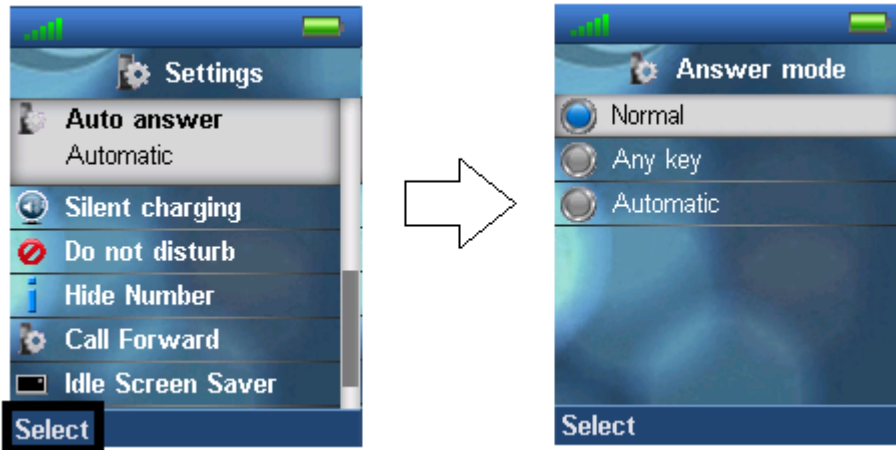 Settings
Auto answer
Automatic
Silent charging
Do not disturb
Hide Number
Call Forward
Idle Screen Saver
Select
Answer mode
Normal
Any key
Automatic
Select